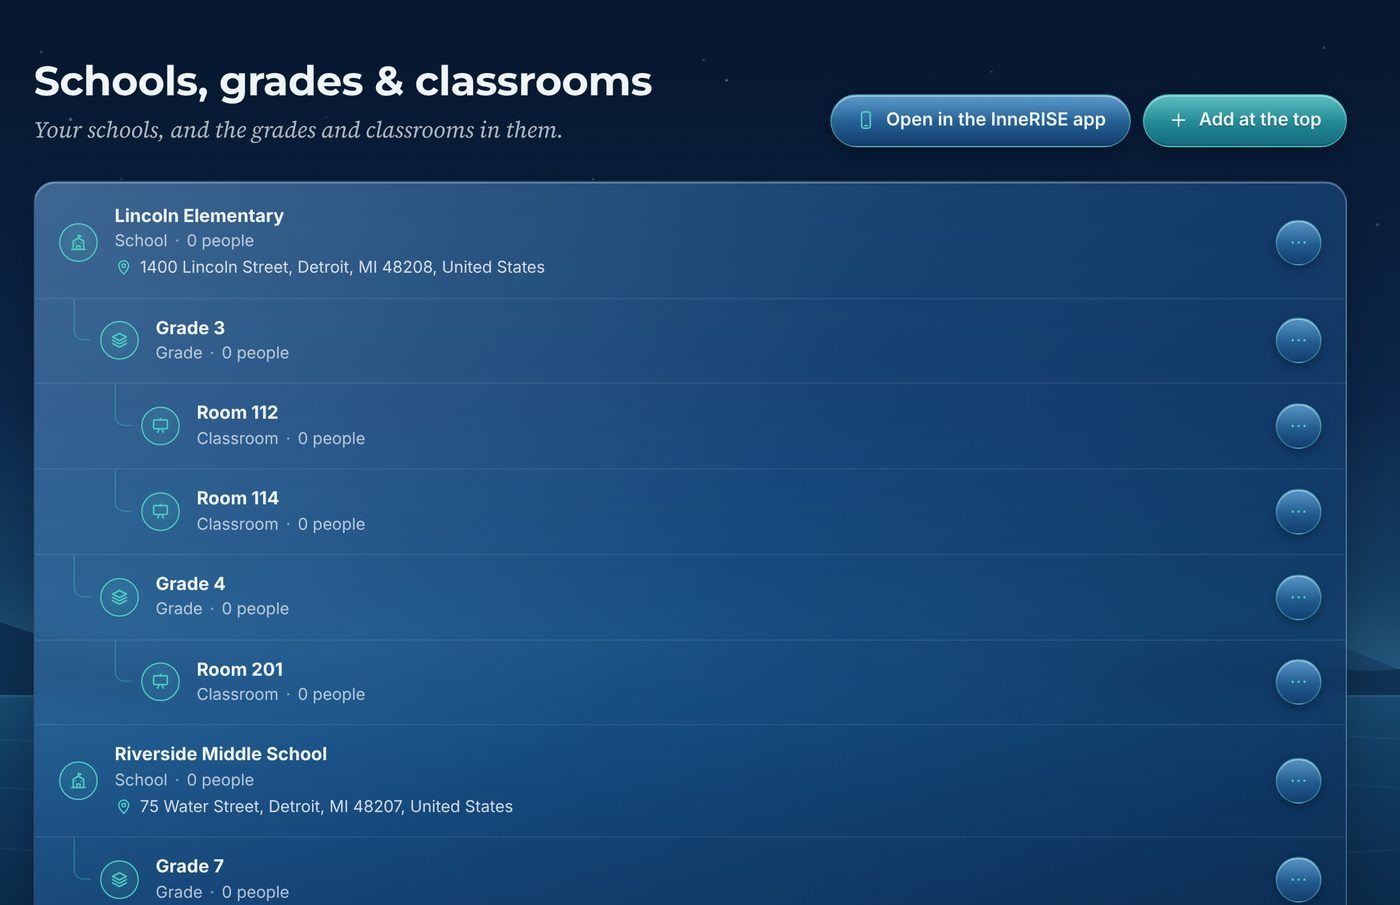 Schools, grades & classrooms
Your schools, and the grades and classrooms in them.
Open in the InneRISE app
Add at the top
Lincoln Elementary
School · 0 people
1400 Lincoln Street, Detroit, MI 48208, United States
Grade 3
Grade · 0 people
Room 112
Classroom · 0 people
Room 114
Classroom · 0 people
Grade 4
Grade · 0 people
Room 201
Classroom · 0 people
Riverside Middle School
School · 0 people
75 Water Street, Detroit, MI 48207, United States
Grade 7
Grade · 0 people